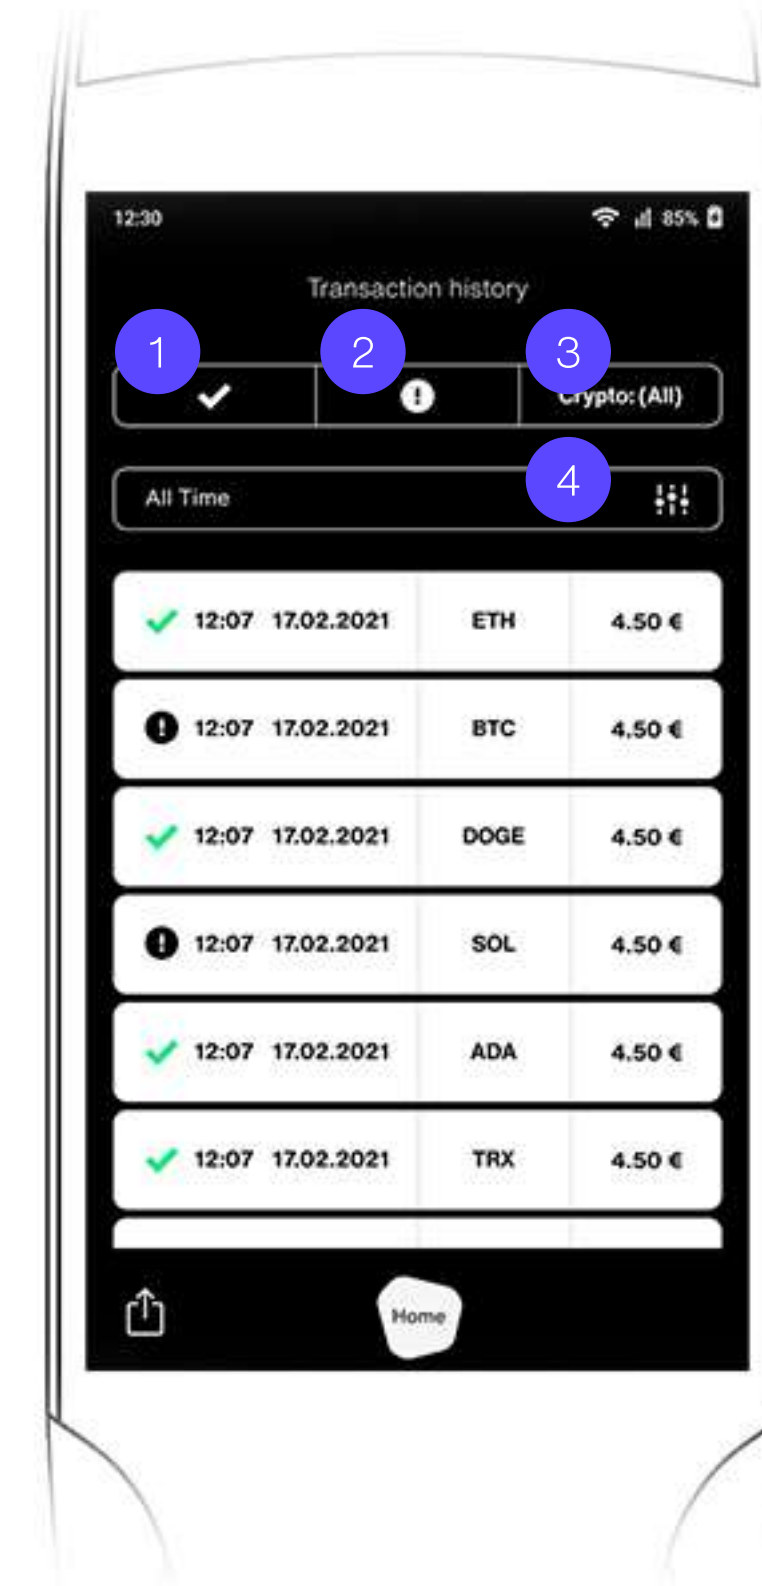 12:30 85%
Transaction history
1 2 3
Crypto: (All)
4
All Time
12:07 17.02.2021 ETH 4.50 €
12:07 17.02.2021 BTC 4.50 €
12:07 17.02.2021 DOGE 4.50 €
12:07 17.02.2021 SOL 4.50 €
12:07 17.02.2021 ADA 4.50 €
12:07 17.02.2021 TRX 4.50 €
Home